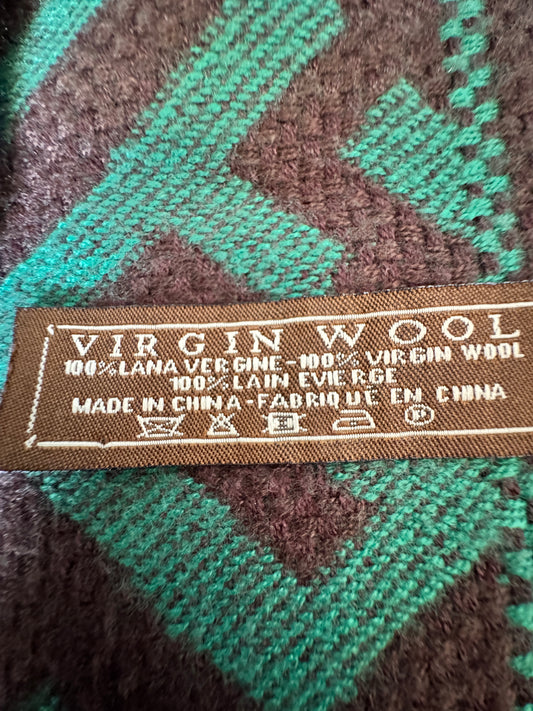 VIRGIN WOOL
100%LANA VERGINE-100% VIRGIN WOOL
100%LAIN EVIERGE
MADE IN CHINA-FABRIQUE EN CHINA